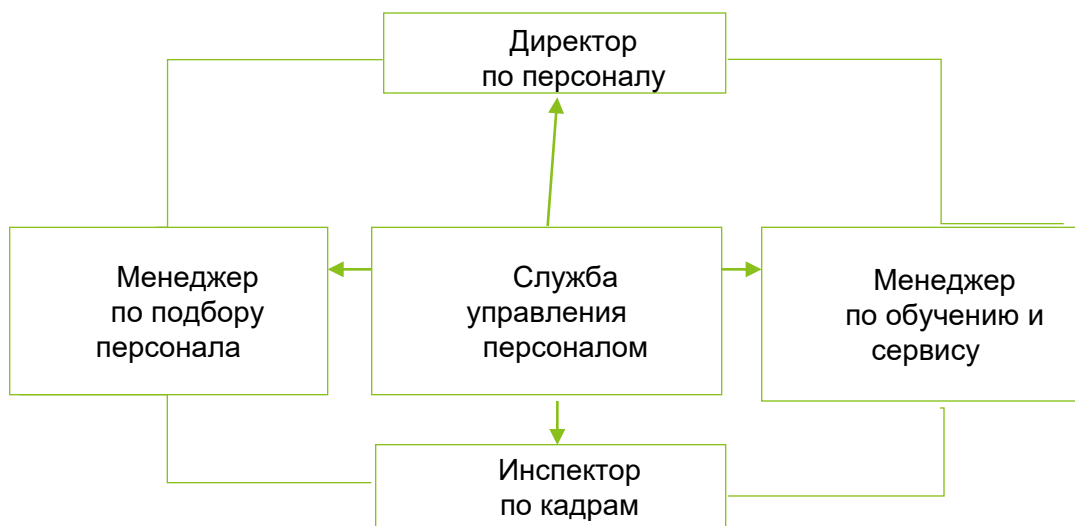 Директор
по персоналу
Менеджер
по подбору
персонала
Служба
управления
персоналом
Менеджер
по обучению и
сервису
Инспектор
по кадрам